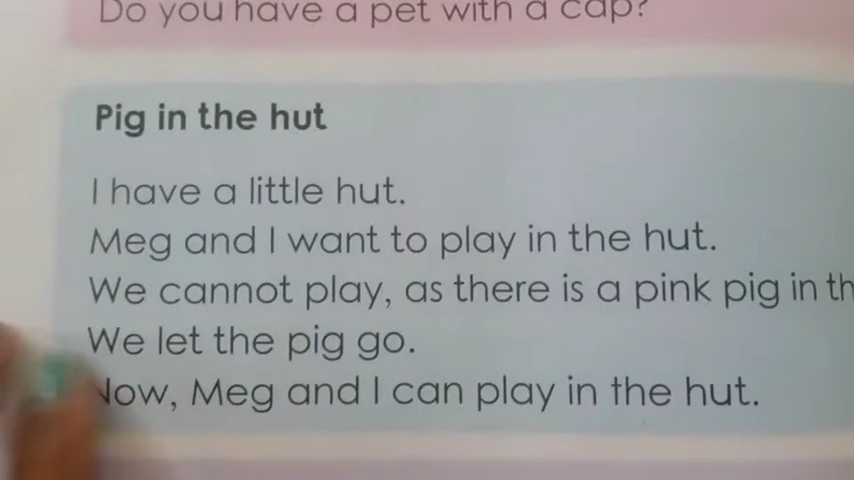 Do you have a pet with a cap?
Pig in the hut
I have a little hut.
Meg and I want to play in the hut.
We cannot play, as there is a pink pig in th
We let the pig go.
Now, Meg and I can play in the hut.